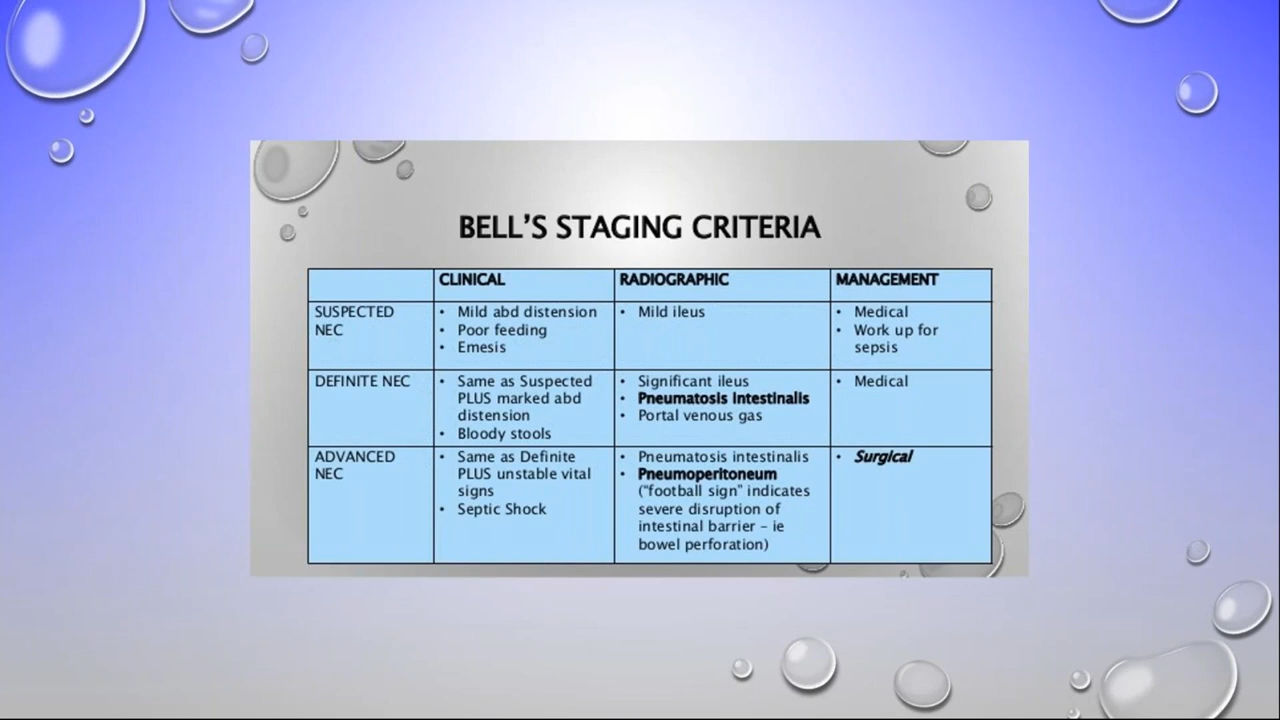 BELL'S STAGING CRITERIA
CLINICAL
RADIOGRAPHIC
MANAGEMENT
SUSPECTED
NEC
• Mild abd distension
• Poor feeding
• Emesis
• Mild ileus
• Medical
• Work up for
sepsis
DEFINITE NEC
• Same as Suspected
PLUS marked abd
distension
• Bloody stools
• Significant ileus
• Pneumatosis intestinalis
• Portal venous gas
• Medical
ADVANCED
NEC
• Same as Definite
PLUS unstable vital
signs
• Septic Shock
• Pneumatosis intestinalis
• Pneumoperitoneum
("football sign" indicates
severe disruption of
intestinal barrier – ie
bowel perforation)
• Surgical